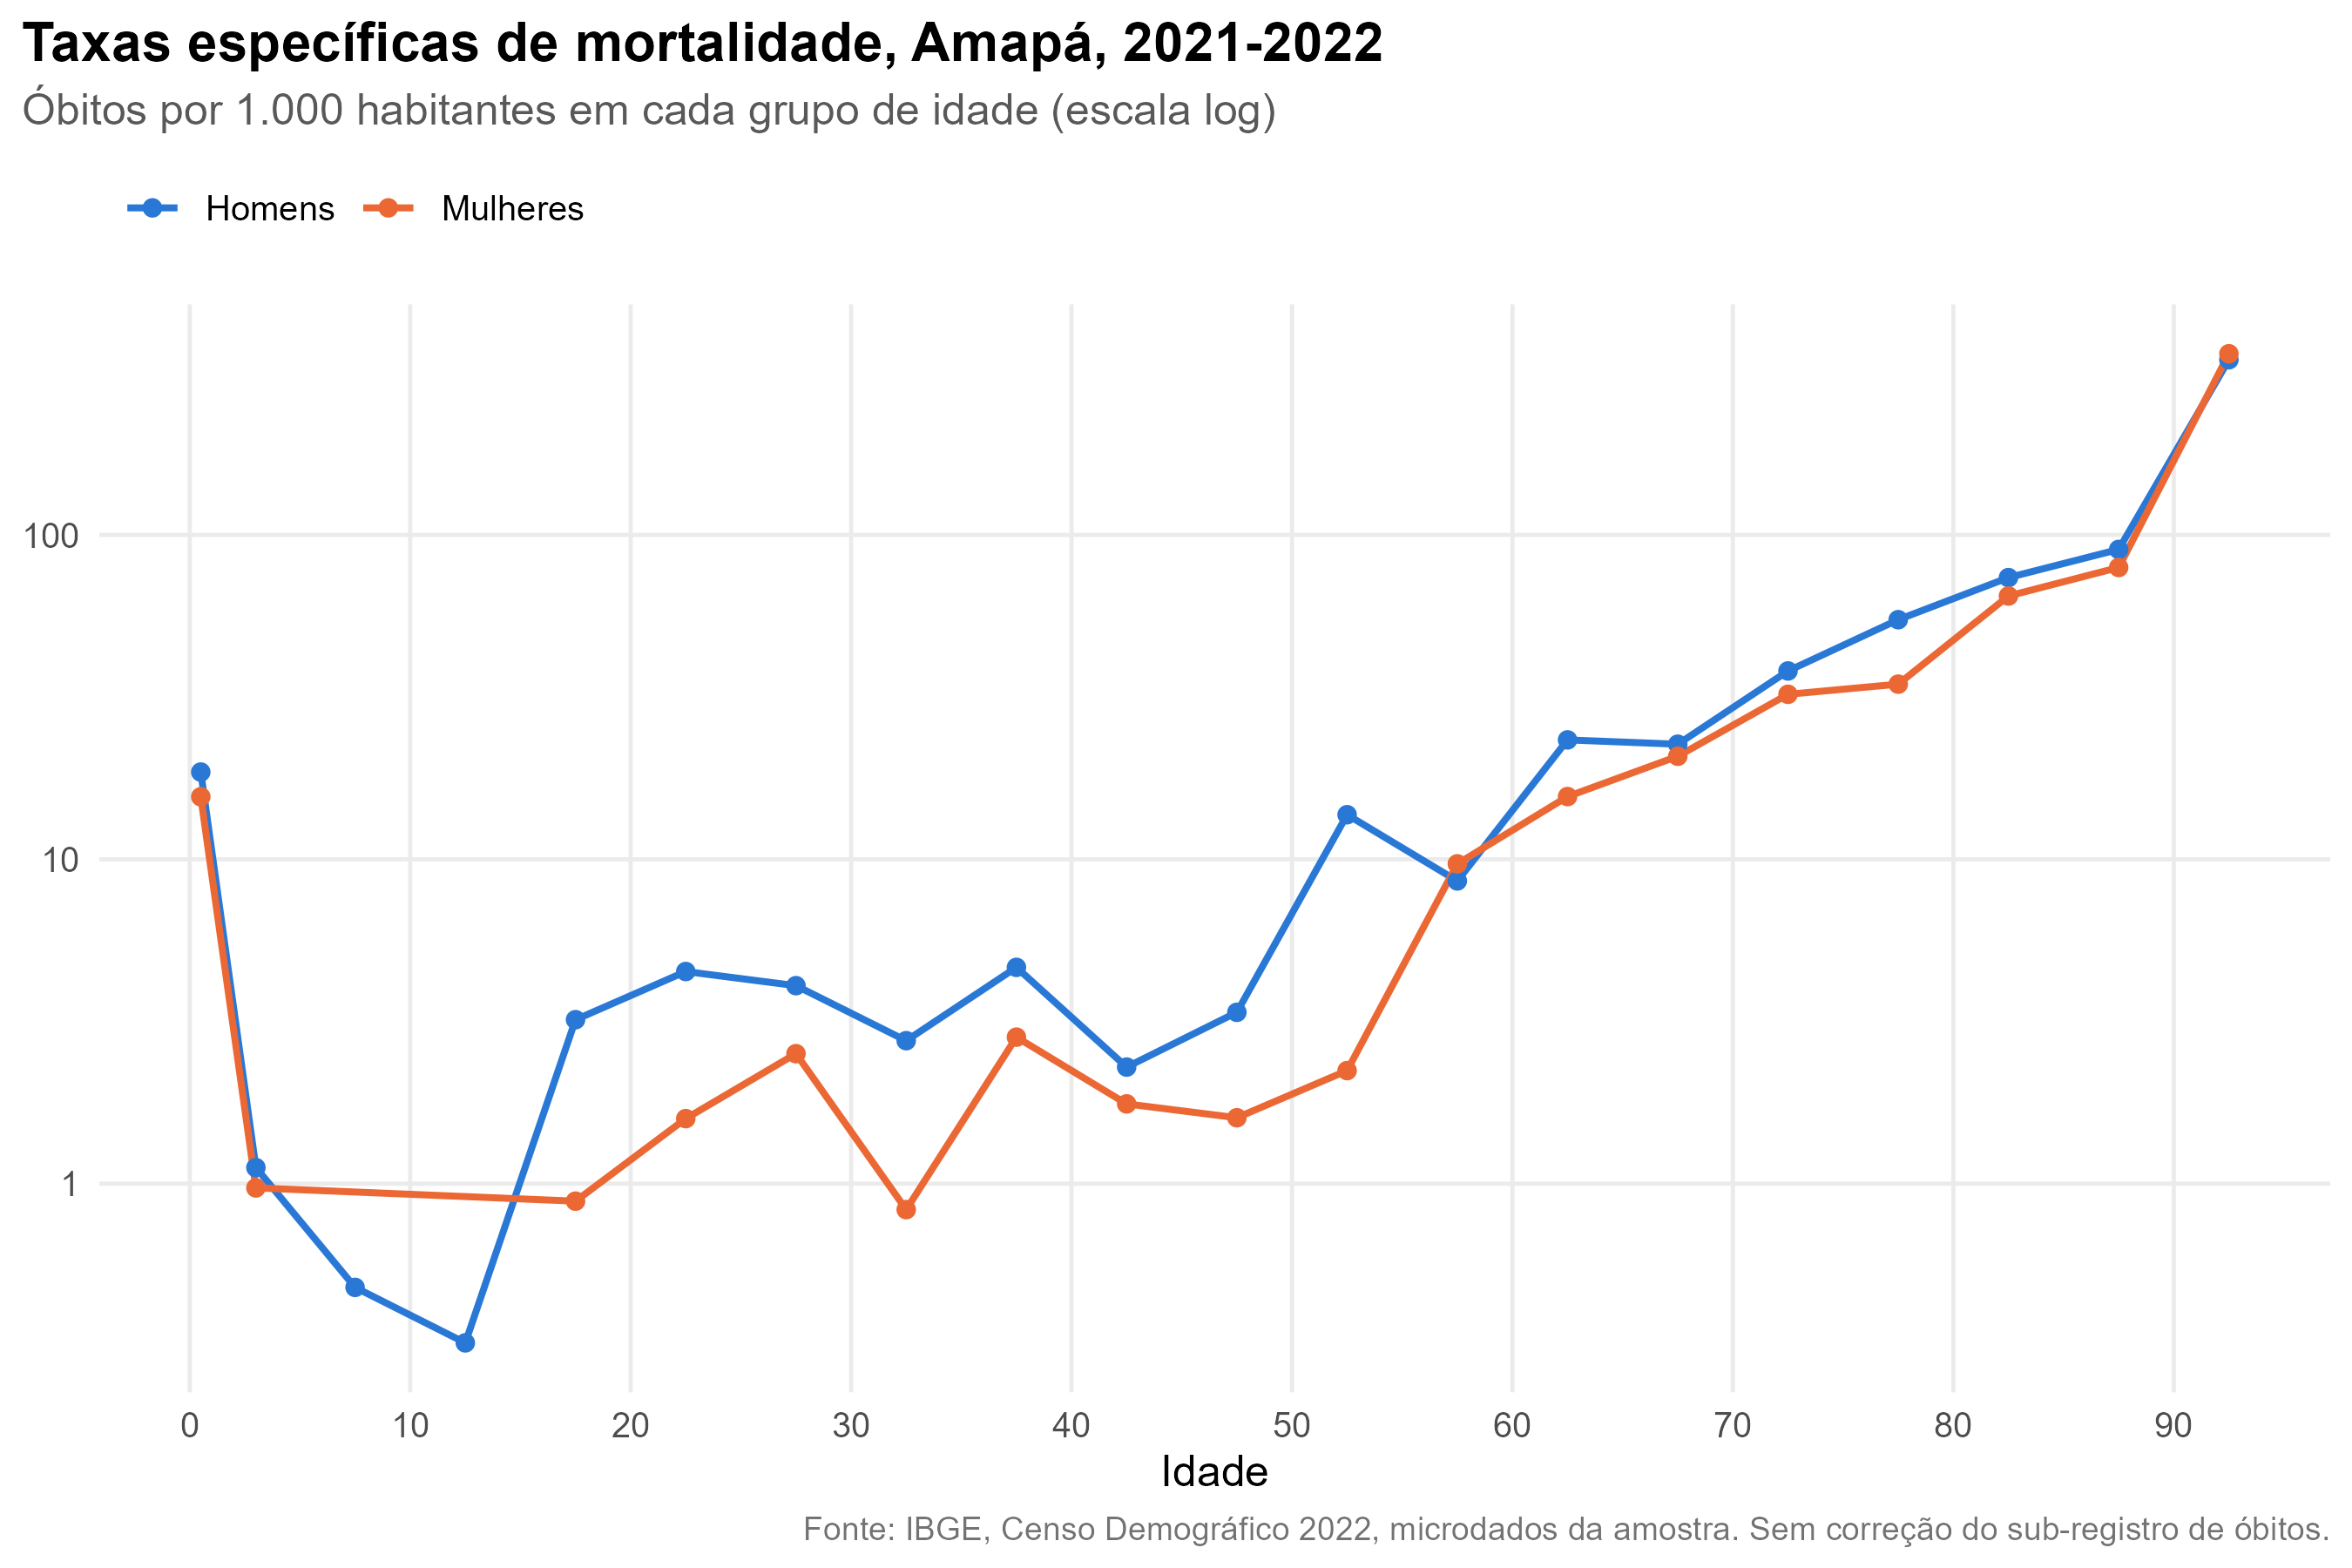 Taxas específicas de mortalidade, Amapá, 2021-2022
Óbitos por 1.000 habitantes em cada grupo de idade (escala log)
Homens Mulheres
100
10
1
0 10 20 30 40 50 60 70 80 90
Idade
Fonte: IBGE, Censo Demográfico 2022, microdados da amostra. Sem correção do sub-registro de óbitos.